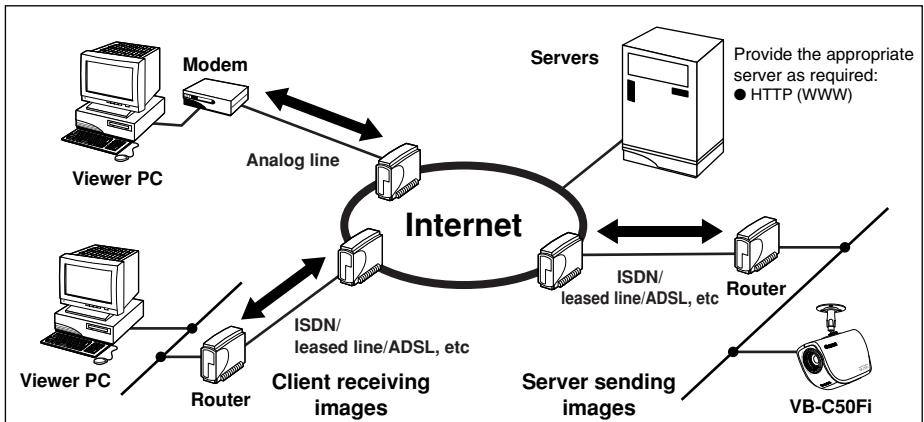 Modem
Viewer PC
Analog line
Servers
Provide the appropriate
server as required:
● HTTP (WWW)
Internet
ISDN/
leased line/ADSL, etc
Router
Viewer PC
Router
ISDN/
leased line/ADSL, etc
Client receiving
images
Server sending
images
VB-C50Fi